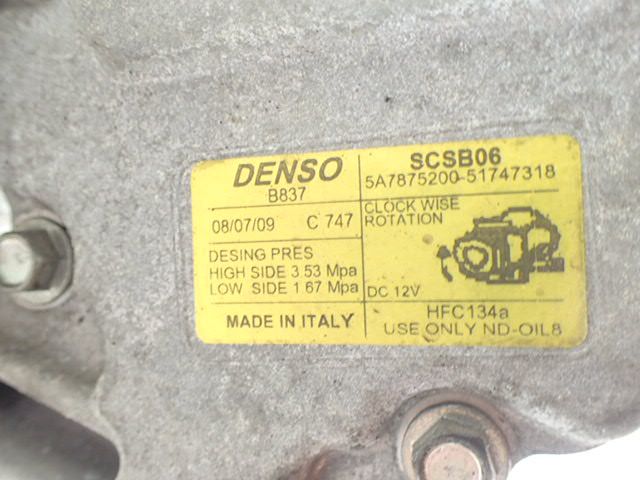 DENSO
B837
08/07/09 C 747
DESING PRES
HIGH SIDE 3.53 Mpa
LOW SIDE 1.67 Mpa
MADE IN ITALY
SCSB06
5A7875200-51747318
CLOCK WISE
ROTATION
DC 12V
HFC134a
USE ONLY ND-OIL8